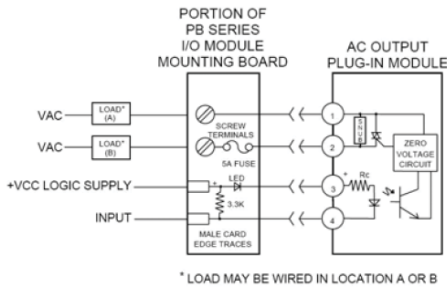 PORTION OF
PB SERIES
I/O MODULE
MOUNTING BOARD
AC OUTPUT
PLUG-IN MODULE
VAC
LOAD*
(A)
SCREW
TERMINALS
1
SNUB
VAC
LOAD*
(B)
5A FUSE
2
ZERO
VOLTAGE
CIRCUIT
+VCC LOGIC SUPPLY
+
LED
3.3K
3
+
Rc
INPUT
4
MALE CARD
EDGE TRACES
* LOAD MAY BE WIRED IN LOCATION A OR B